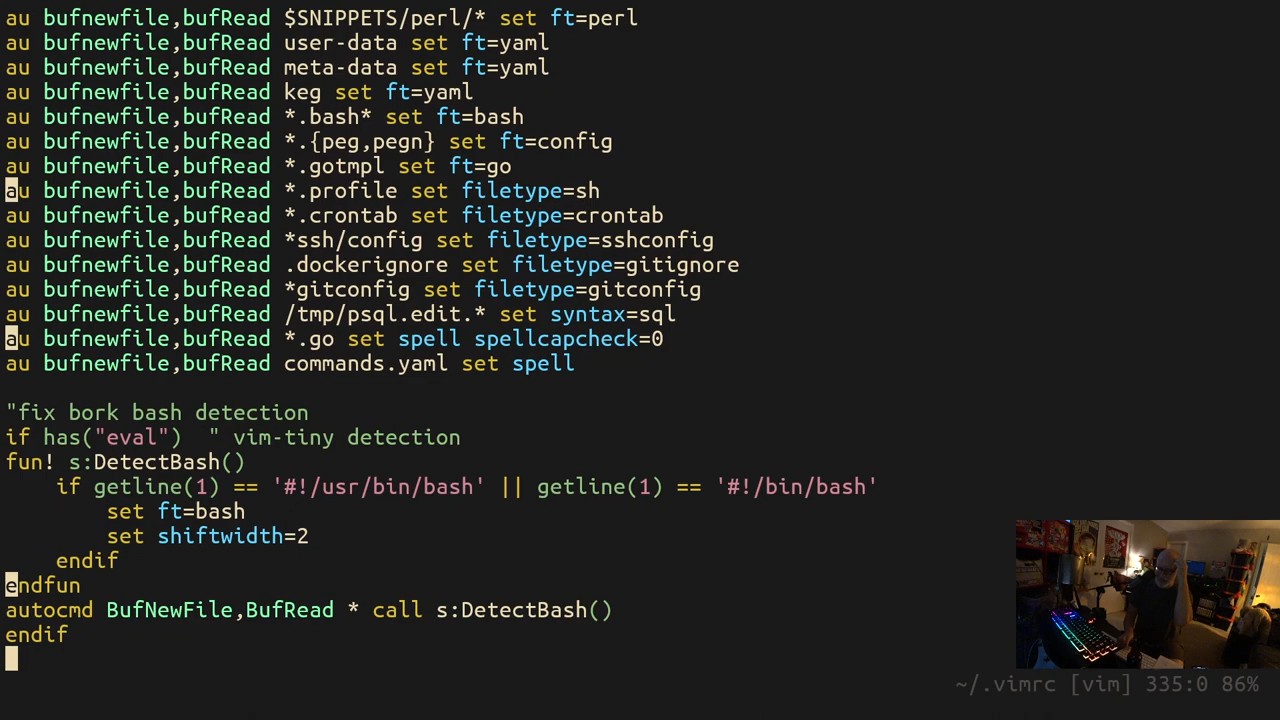 au bufnewfile,bufRead $SNIPPETS/perl/* set ft=perl
au bufnewfile,bufRead user-data set ft=yaml
au bufnewfile,bufRead meta-data set ft=yaml
au bufnewfile,bufRead keg set ft=yaml
au bufnewfile,bufRead *.bash* set ft=bash
au bufnewfile,bufRead *.{peg,pegn} set ft=config
au bufnewfile,bufRead *.gotmpl set ft=go
au bufnewfile,bufRead *.profile set filetype=sh
au bufnewfile,bufRead *.crontab set filetype=crontab
au bufnewfile,bufRead *ssh/config set filetype=sshconfig
au bufnewfile,bufRead .dockerignore set filetype=gitignore
au bufnewfile,bufRead *gitconfig set filetype=gitconfig
au bufnewfile,bufRead /tmp/psql.edit.* set syntax=sql
au bufnewfile,bufRead *.go set spell spellcapcheck=0
au bufnewfile,bufRead commands.yaml set spell

"fix bork bash detection
if has("eval")  " vim-tiny detection
fun! s:DetectBash()
    if getline(1) == '#!/usr/bin/bash' || getline(1) == '#!/bin/bash'
        set ft=bash
        set shiftwidth=2
    endif
endfun
autocmd BufNewFile,BufRead * call s:DetectBash()
endif
~/.vimrc [vim] 335:0 86%